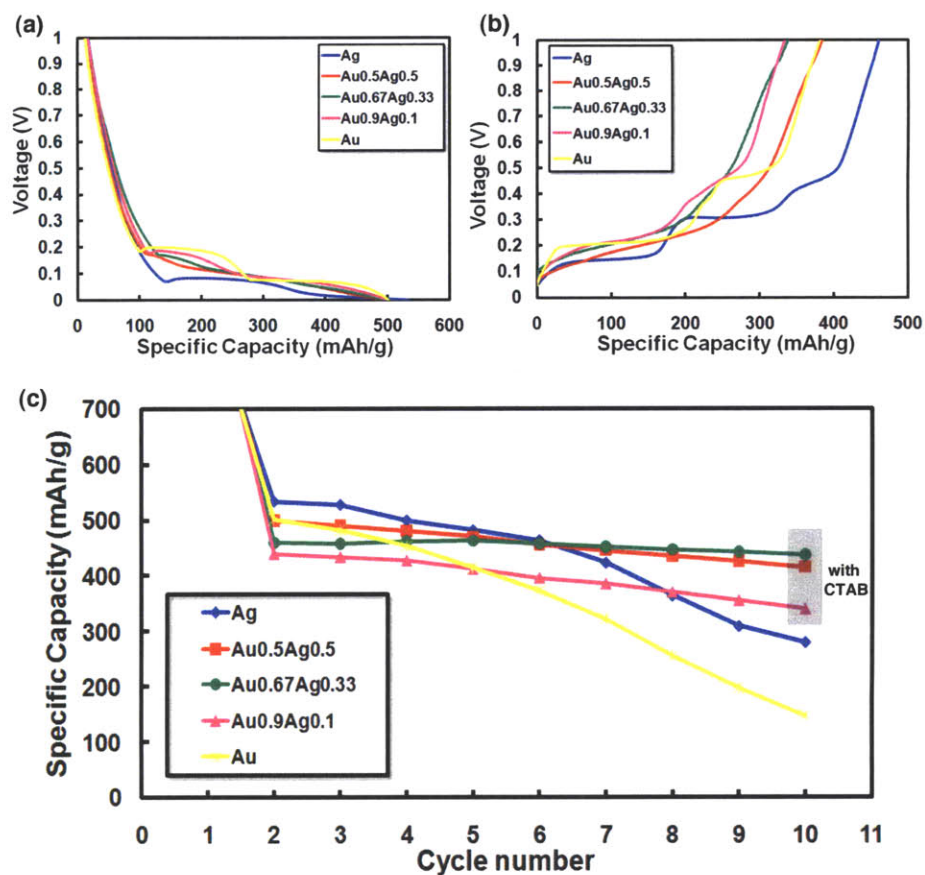 (a)
1
0.9
0.8
0.7
0.6
0.5
0.4
0.3
0.2
0.1
0
Voltage (V)
Ag
Au0.5Ag0.5
Au0.67Ag0.33
Au0.9Ag0.1
Au
0 100 200 300 400 500 600
Specific Capacity (mAh/g)
(b)
1
0.9
0.8
0.7
0.6
0.5
0.4
0.3
0.2
0.1
0
Voltage (V)
Ag
Au0.5Ag0.5
Au0.67Ag0.33
Au0.9Ag0.1
Au
0 100 200 300 400 500
Specific Capacity (mAh/g)
(c)
700
600
500
400
300
200
100
0
Specific Capacity (mAh/g)
with
CTAB
Ag
Au0.5Ag0.5
Au0.67Ag0.33
Au0.9Ag0.1
Au
0 1 2 3 4 5 6 7 8 9 10 11
Cycle number